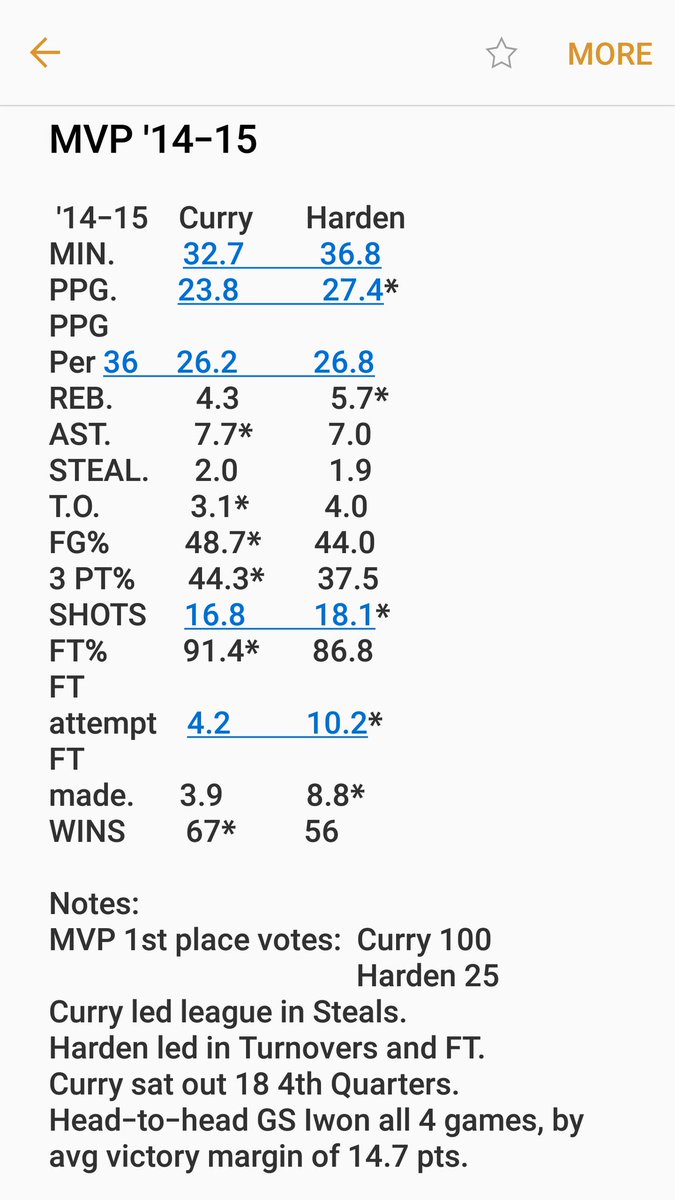 MORE
MVP '14-15
'14-15 Curry Harden
MIN. 32.7 36.8
PPG. 23.8 27.4*
PPG
Per 36 26.2 26.8
REB. 4.3 5.7*
AST. 7.7* 7.0
STEAL. 2.0 1.9
T.O. 3.1* 4.0
FG% 48.7* 44.0
3 PT% 44.3* 37.5
SHOTS 16.8 18.1*
FT% 91.4* 86.8
FT
attempt 4.2 10.2*
FT
made. 3.9 8.8*
WINS 67* 56
Notes:
MVP 1st place votes: Curry 100
Harden 25
Curry led league in Steals.
Harden led in Turnovers and FT.
Curry sat out 18 4th Quarters.
Head-to-head GS Iwon all 4 games, by
avg victory margin of 14.7 pts.